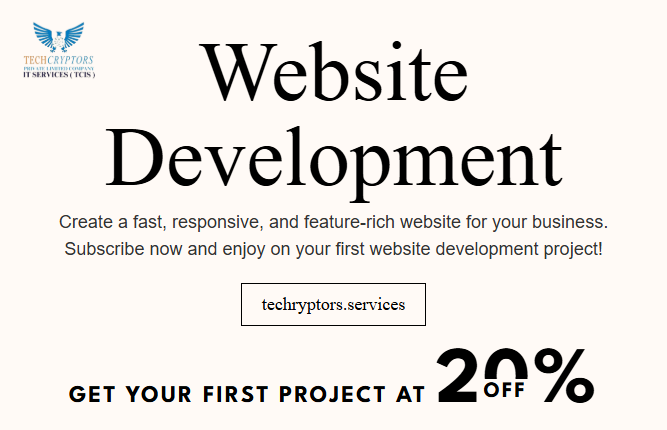 TECHCRYPTORS
PRIVATE LIMITED COMPANY
IT SERVICES ( TCIS )
Website
Development
Create a fast, responsive, and feature-rich website for your business.
Subscribe now and enjoy on your first website development project!
techryptors.services
GET YOUR FIRST PROJECT AT 20% OFF